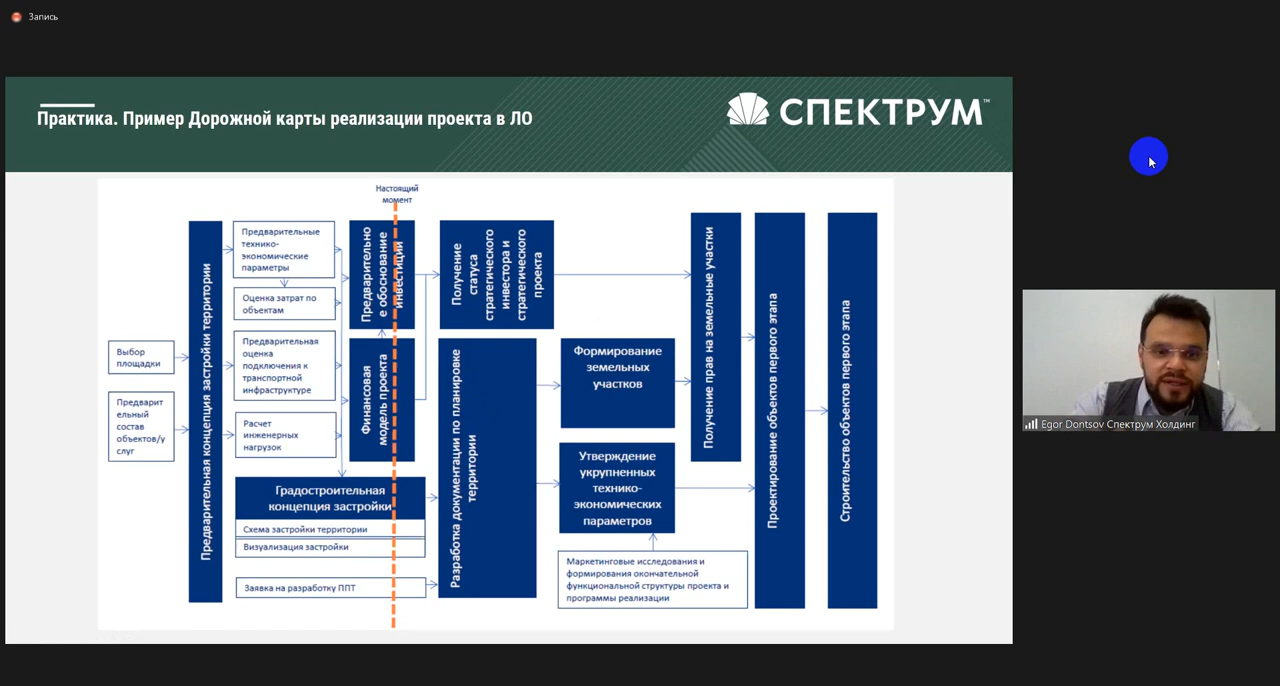 Запись
Практика. Пример Дорожной карты реализации проекта в ЛО
СПЕКТРУМ™
Настоящий
момент
Выбор
площадки
Предварит
ельный
состав
объектов/у
слуг
Предварительная концепция застройки территории
Предварительные
технико-
экономические
параметры
Оценка затрат по
объектам
Предварительная
оценка
подключения к
транспортной
инфраструктуре
Расчет
инженерных
нагрузок
Градостроительная
концепция застройки
Схема застройки территории
Визуализация застройки
Заявка на разработку ППТ
Предварительно
е обоснование
инвестиций
Финансовая
модель проекта
Получение
статуса
стратегического
инвестора и
стратегического
проекта
Разработка документации по планировке
территории
Формирование
земельных
участков
Утверждение
укрупненных
технико-
экономических
параметров
Маркетинговые исследования и
формирования окончательной
функциональной структуры проекта и
программы реализации
Получение прав на земельные участки
Проектирование объектов первого этапа
Строительство объектов первого этапа
Egor Dontsov Спектрум Холдинг